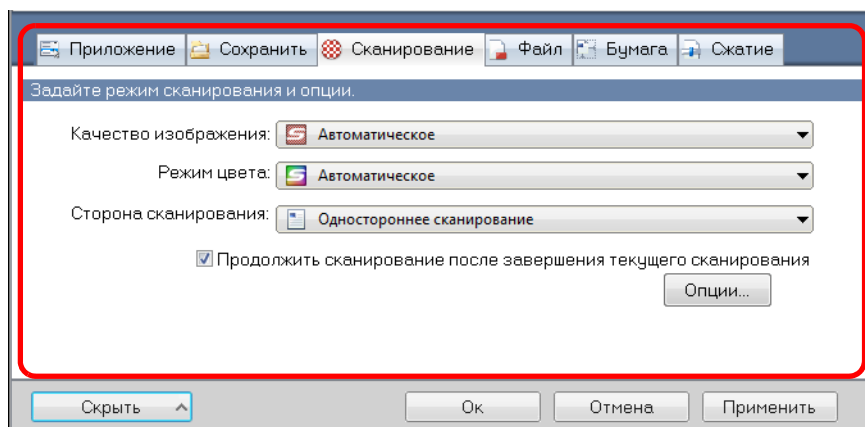 Приложение Сохранить Сканирование Файл Бумага Сжатие
Задайте режим сканирования и опции.
Качество изображения: Автоматическое
Режим цвета: Автоматическое
Сторона сканирования: Одностороннее сканирование
Продолжить сканирование после завершения текущего сканирования
Опции...
Скрыть Ок Отмена Применить